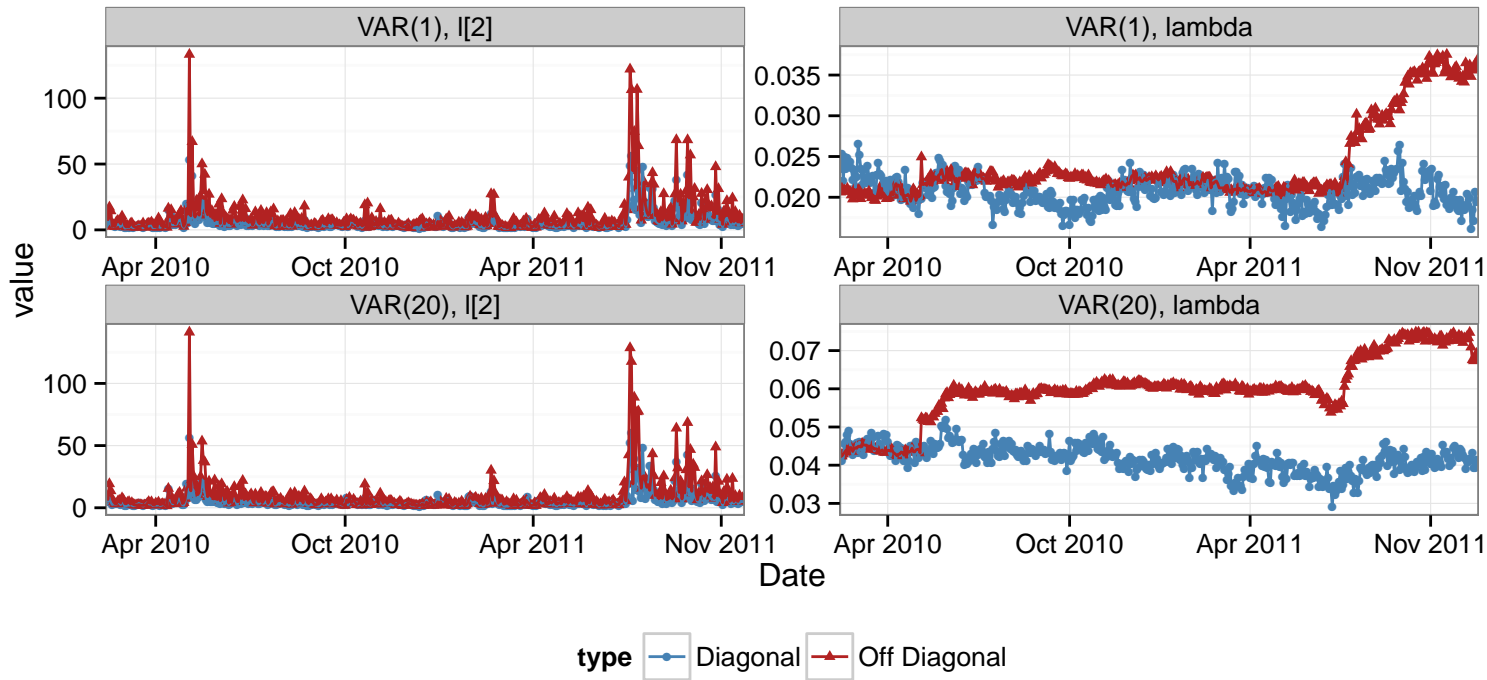 VAR(1), l[2]
VAR(1), lambda
100
50
0
0.035
0.030
0.025
0.020
Apr 2010 Oct 2010 Apr 2011 Nov 2011
Apr 2010 Oct 2010 Apr 2011 Nov 2011
value
VAR(20), l[2]
VAR(20), lambda
100
50
0
0.07
0.06
0.05
0.04
0.03
Apr 2010 Oct 2010 Apr 2011 Nov 2011
Apr 2010 Oct 2010 Apr 2011 Nov 2011
Date
type Diagonal Off Diagonal